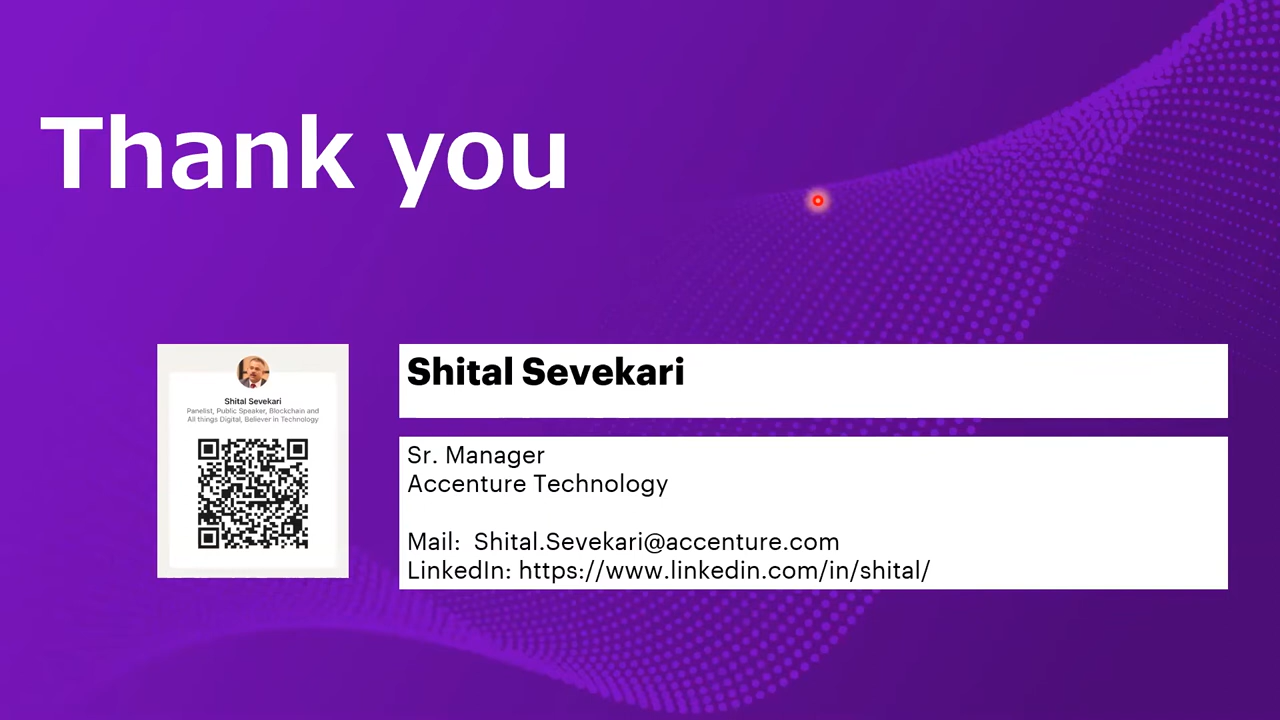 Thank you
Shital Sevekari
Panelist, Public Speaker, Blockchain and
All things Digital, Believer in Technology
Shital Sevekari
Sr. Manager
Accenture Technology
Mail: Shital.Sevekari@accenture.com
LinkedIn: https://www.linkedin.com/in/shital/